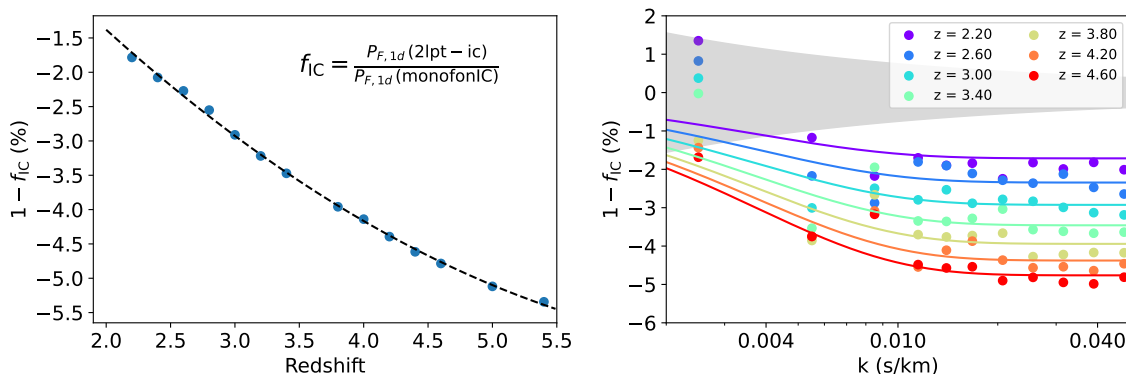 −1.5
−2.0
−2.5
−3.0
−3.5
−4.0
−4.5
−5.0
−5.5
1 − f_IC (%)
f_IC = P_{F,1d}(2lpt − ic) / P_{F,1d}(monofonIC)
2.0 2.5 3.0 3.5 4.0 4.5 5.0 5.5
Redshift
2
1
0
−1
−2
−3
−4
−5
−6
1 − f_IC (%)
z = 2.20
z = 2.60
z = 3.00
z = 3.40
z = 3.80
z = 4.20
z = 4.60
0.004 0.010 0.040
k (s/km)